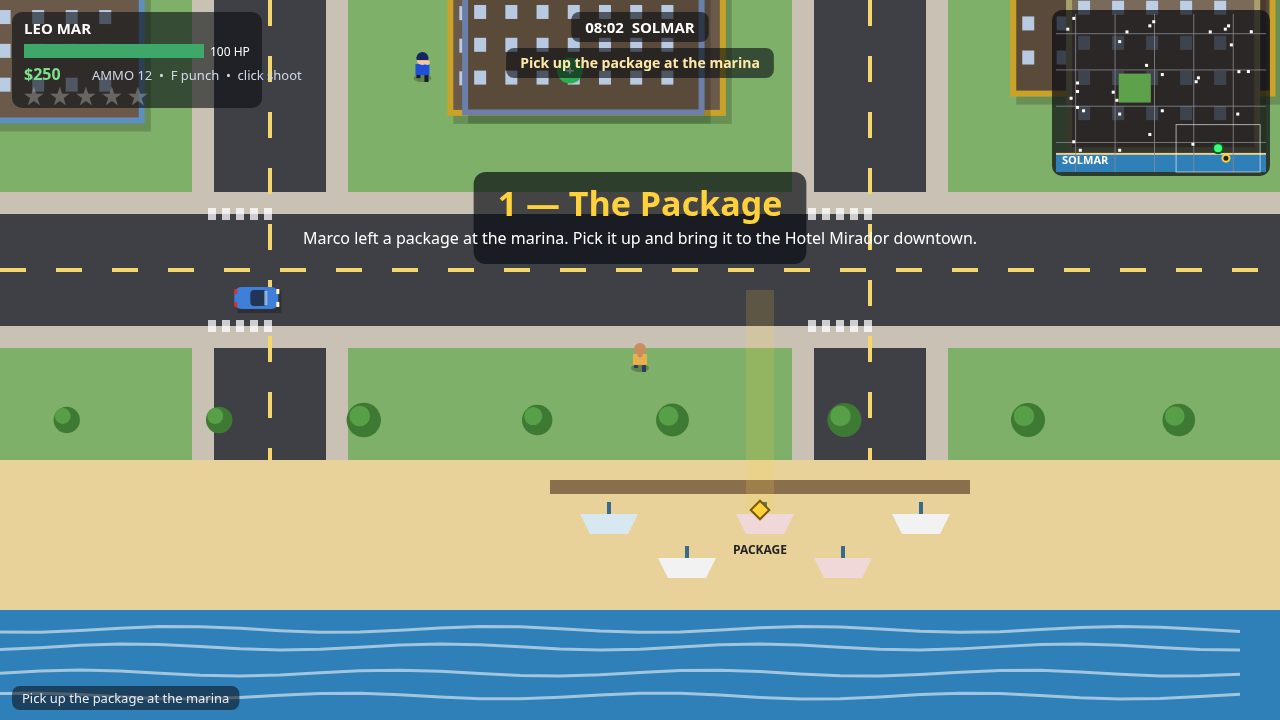 LEO MAR
100 HP
$250 AMMO 12 • F punch • click shoot
08:02 SOLMAR
Pick up the package at the marina
SOLMAR
1 — The Package
Marco left a package at the marina. Pick it up and bring it to the Hotel Mirador downtown.
PACKAGE
Pick up the package at the marina